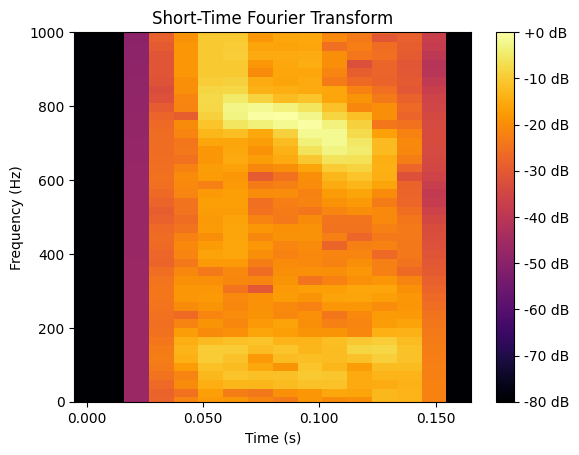 Short-Time Fourier Transform
1000
800
600
400
200
0
Frequency (Hz)
0.000
0.050
0.100
0.150
Time (s)
+0 dB
-10 dB
-20 dB
-30 dB
-40 dB
-50 dB
-60 dB
-70 dB
-80 dB